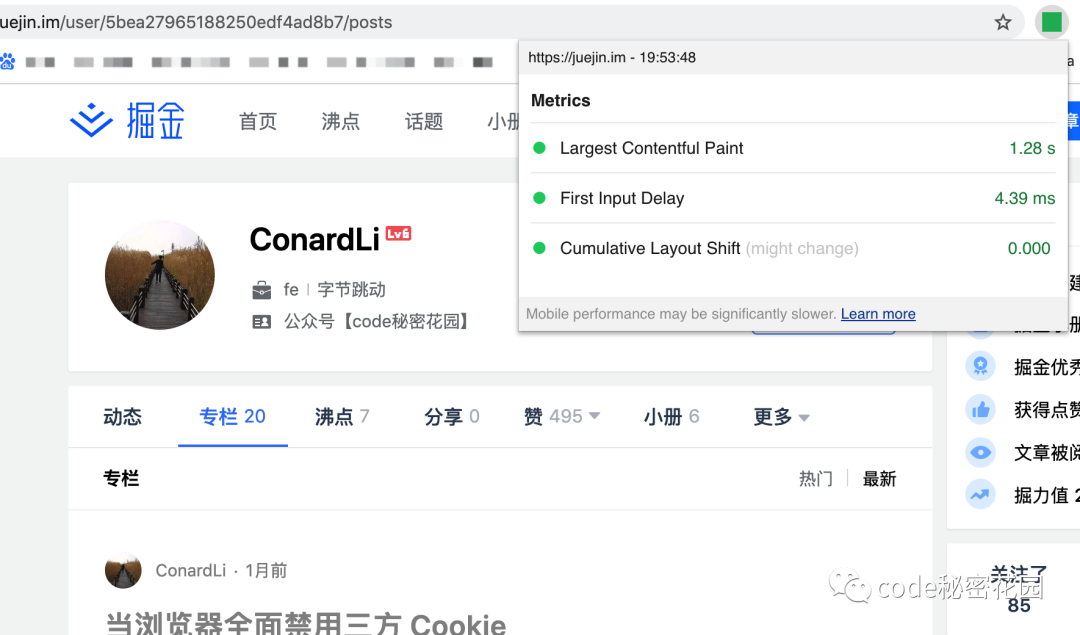 uejin.im/user/5bea27965188250edf4ad8b7/posts
https://juejin.im - 19:53:48
Metrics
Largest Contentful Paint 1.28 s
First Input Delay 4.39 ms
Cumulative Layout Shift (might change) 0.000
Mobile performance may be significantly slower. Learn more
掘金 首页 沸点 话题 小册
章
ConardLi Lv6
fe 字节跳动
公众号【code秘密花园】
动态 专栏 20 沸点 7 分享 0 赞 495 小册 6 更多
专栏 热门 最新
ConardLi · 1月前
当浏览器全面禁用三方 Cookie
掘金优秀
获得点赞
文章被阅
掘力值 2
关注了
85
code秘密花园